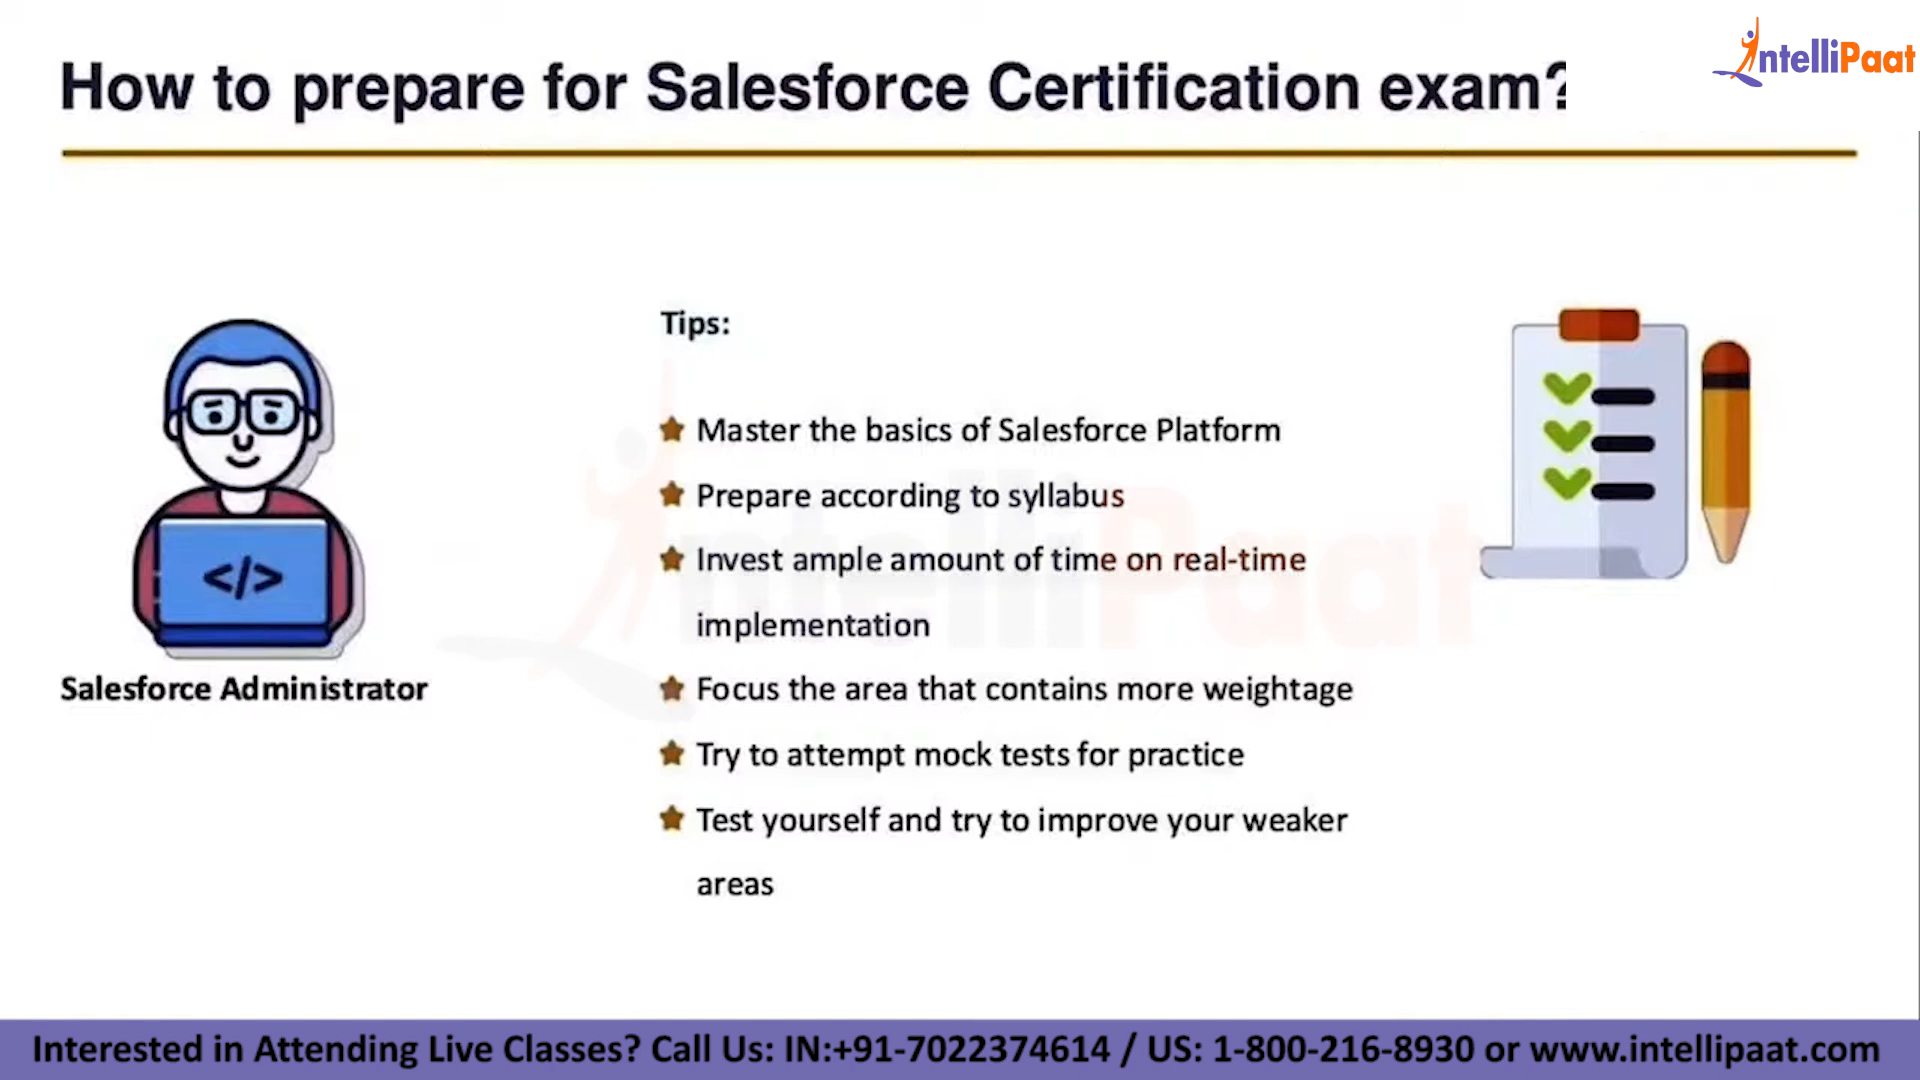 How to prepare for Salesforce Certification exam?
IntelliPaat
Tips:
Master the basics of Salesforce Platform
Prepare according to syllabus
Invest ample amount of time on real-time
implementation
Focus the area that contains more weightage
Try to attempt mock tests for practice
Test yourself and try to improve your weaker
areas
</>
Salesforce Administrator
IntelliPaat
Interested in Attending Live Classes? Call Us: IN:+91-7022374614 / US: 1-800-216-8930 or www.intellipaat.com